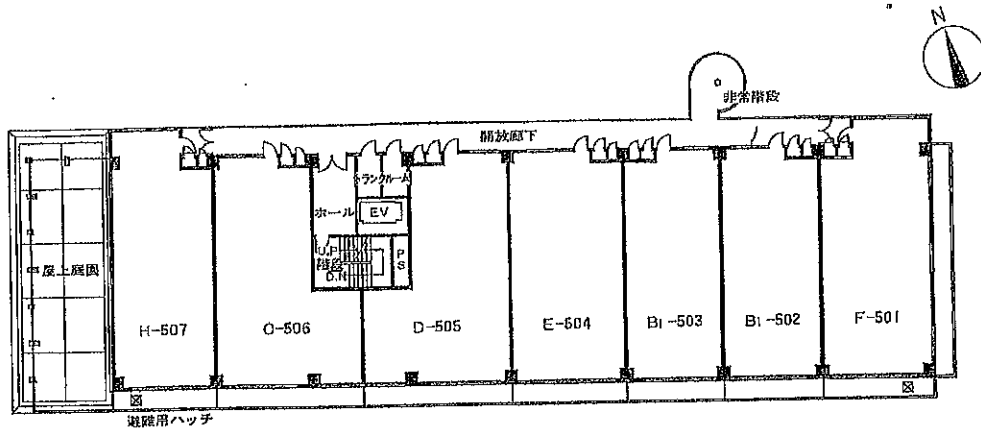 N
非常階段
開放廊下
トランクルーム
ホール
EV
U.P
階段
D.N
PS
屋上庭園
H-507
C-506
D-505
E-504
B1-503
B1-502
F-501
避難用ハッチ